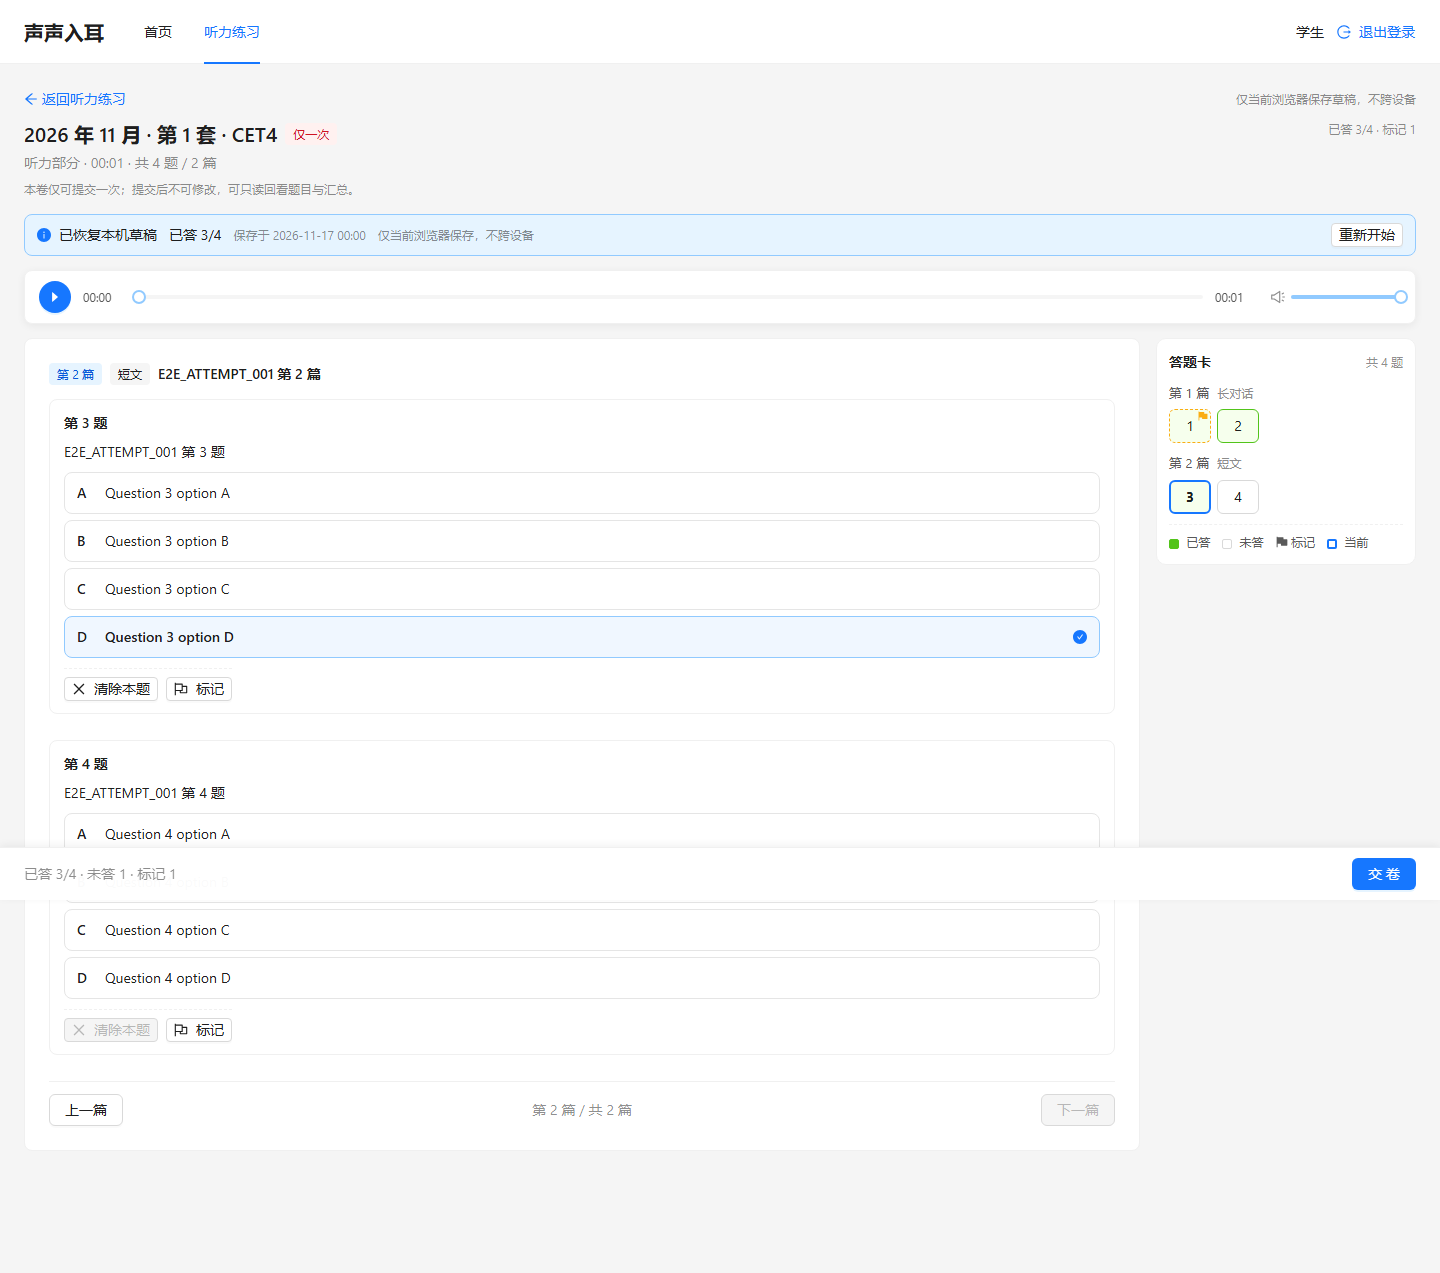 声声入耳 首页 听力练习 学生 退出登录
返回听力练习 仅当前浏览器保存草稿，不跨设备
2026 年 11 月 · 第 1 套 · CET4 仅一次 已答 3/4 · 标记 1
听力部分 · 00:01 · 共 4 题 / 2 篇
本卷仅可提交一次；提交后不可修改，可只读回看题目与汇总。
已恢复本机草稿 已答 3/4 保存于 2026-11-17 00:00 仅当前浏览器保存，不跨设备 重新开始
00:00 00:01
第 2 篇 短文 E2E_ATTEMPT_001 第 2 篇
第 3 题
E2E_ATTEMPT_001 第 3 题
A Question 3 option A
B Question 3 option B
C Question 3 option C
D Question 3 option D
清除本题 标记
第 4 题
E2E_ATTEMPT_001 第 4 题
A Question 4 option A
已答 3/4 · 未答 1 · 标记 1 交 卷
C Question 4 option C
D Question 4 option D
清除本题 标记
上一篇 第 2 篇 / 共 2 篇 下一篇
答题卡 共 4 题
第 1 篇 长对话
1 2
第 2 篇 短文
3 4
已答 未答 标记 当前